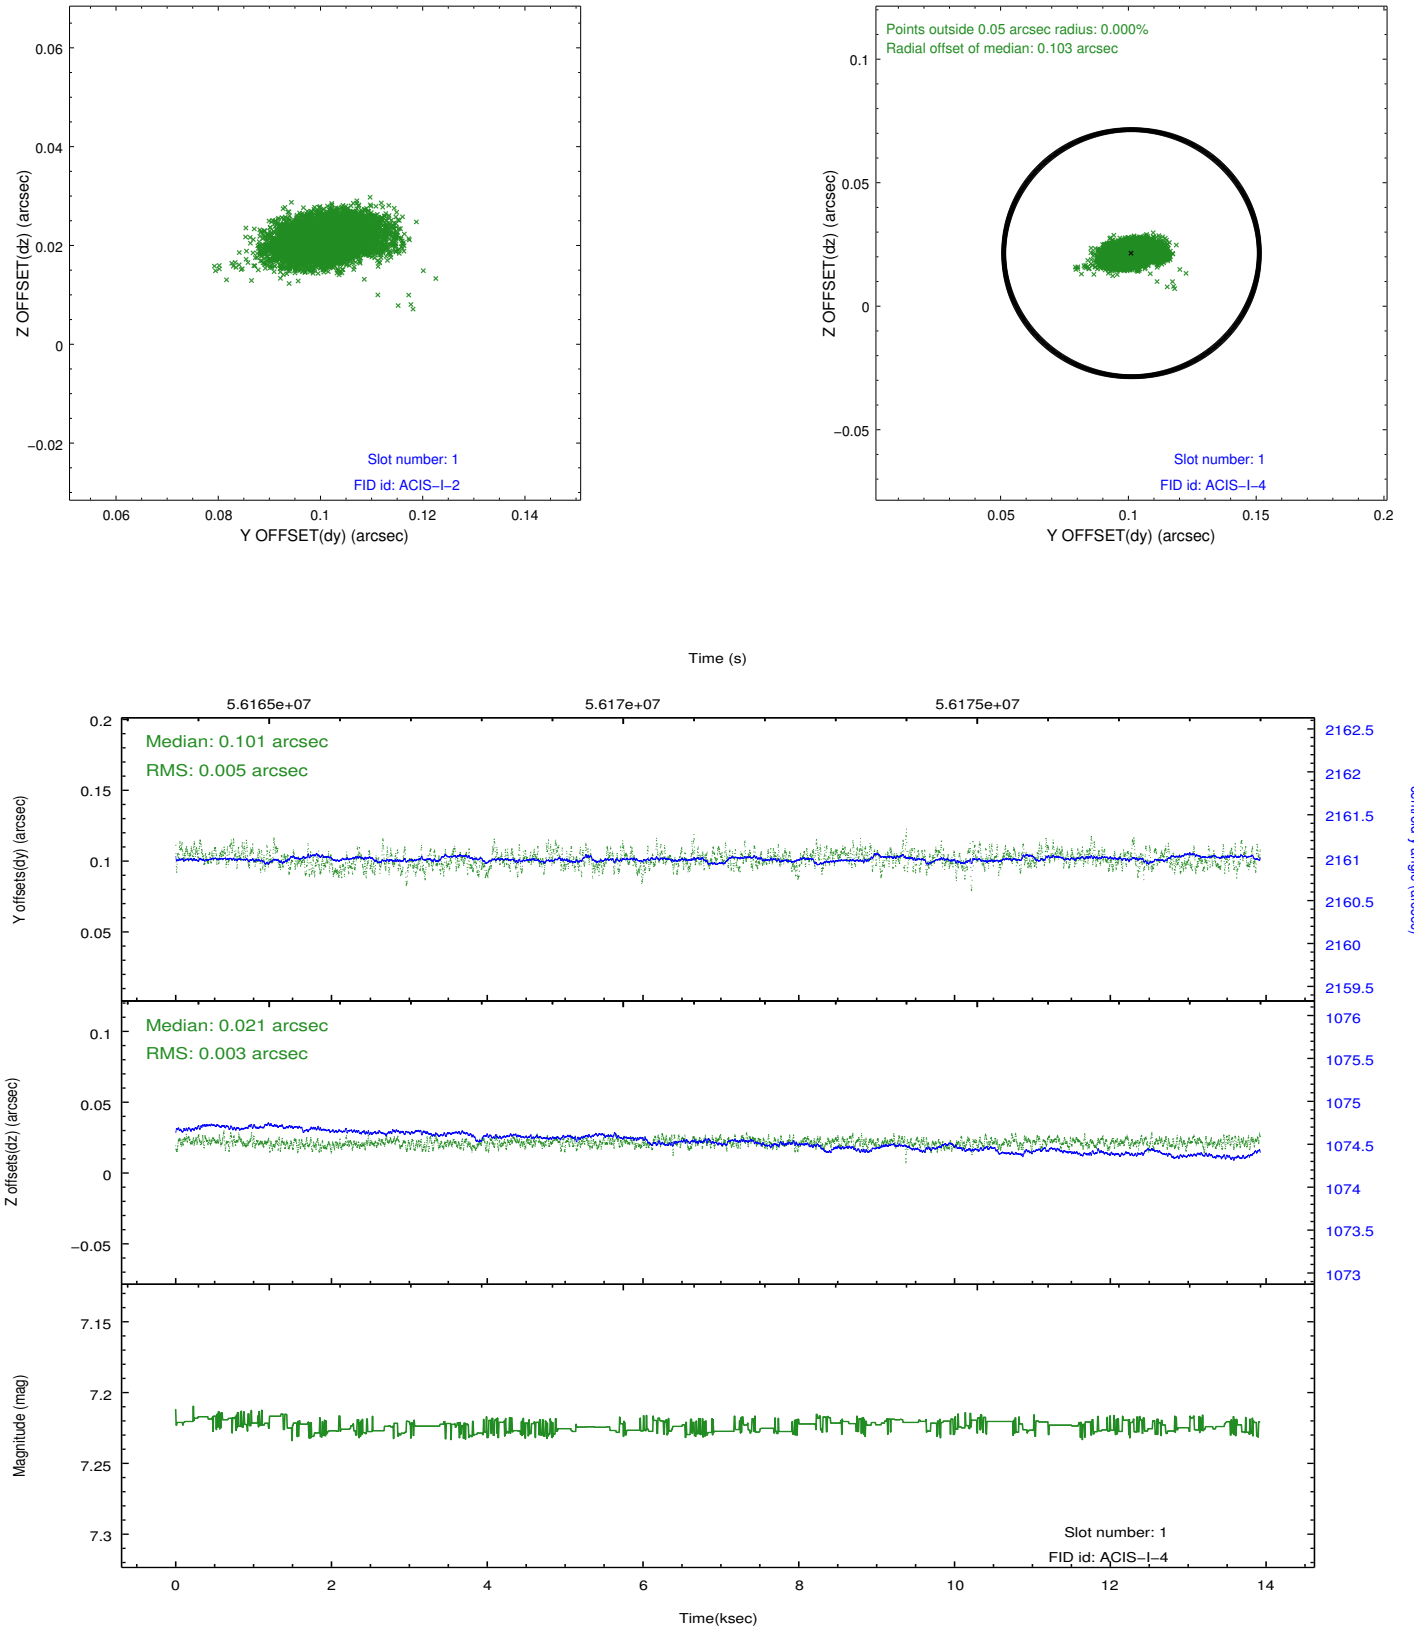 0.06
0.04
0.02
0
−0.02
Z OFFSET(dz) (arcsec)
Slot number: 1
FID id: ACIS−I−2
0.06 0.08 0.1 0.12 0.14
Y OFFSET(dy) (arcsec)
Points outside 0.05 arcsec radius: 0.000%
Radial offset of median: 0.103 arcsec
0.1
0.05
0
−0.05
Z OFFSET(dz) (arcsec)
Slot number: 1
FID id: ACIS−I−4
0.05 0.1 0.15 0.2
Y OFFSET(dy) (arcsec)
Time (s)
5.6165e+07 5.617e+07 5.6175e+07
Median: 0.101 arcsec
RMS: 0.005 arcsec
0.2
0.15
0.1
0.05
Y offsets(dy) (arcsec)
2162.5
2162
2161.5
2161
2160.5
2160
2159.5
Median: 0.021 arcsec
RMS: 0.003 arcsec
0.1
0.05
0
−0.05
Z offsets(dz) (arcsec)
1076
1075.5
1075
1074.5
1074
1073.5
1073
7.15
7.2
7.25
7.3
Magnitude (mag)
Slot number: 1
FID id: ACIS−I−4
0 2 4 6 8 10 12 14
Time(ksec)